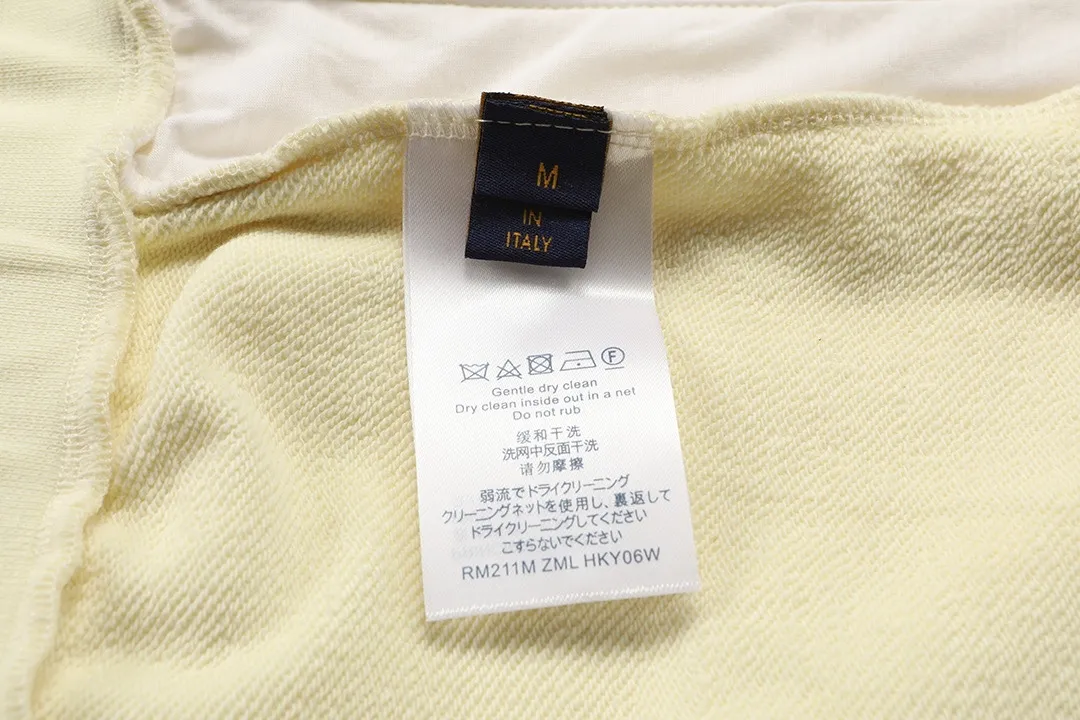 M
IN
ITALY
F
Gentle dry clean
Dry clean inside out in a net
Do not rub
缓和干洗
洗网中反面干洗
请勿摩擦
弱流でドライクリーニング
クリーニングネットを使用し、裏返して
ドライクリーニングしてください
こすらないでください
RM211M ZML HKY06W